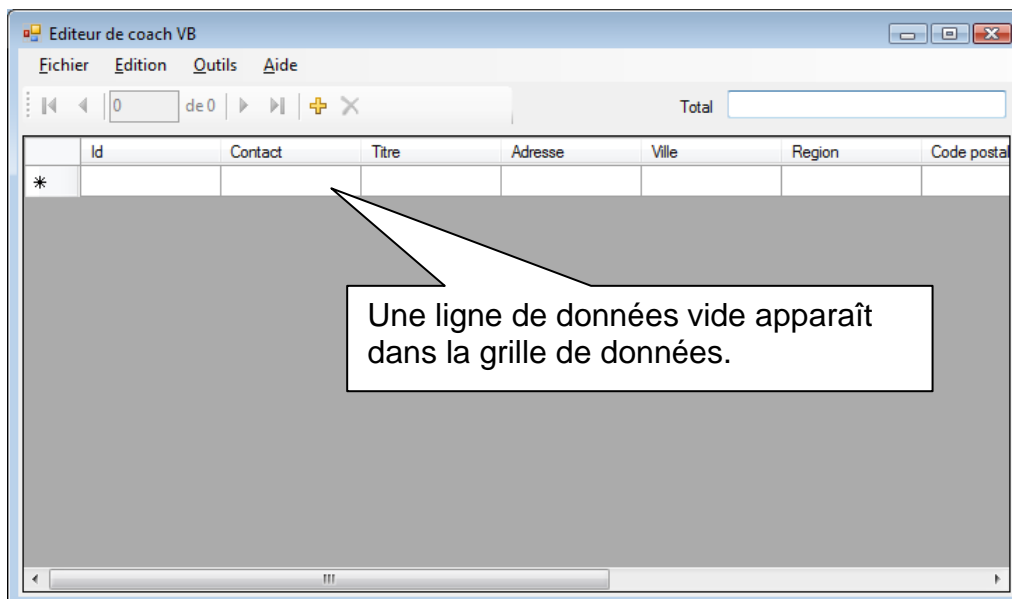 Editeur de coach VB
Fichier Edition Outils Aide
0 de 0 Total
Id Contact Titre Adresse Ville Region Code postal
Une ligne de données vide apparaît
dans la grille de données.